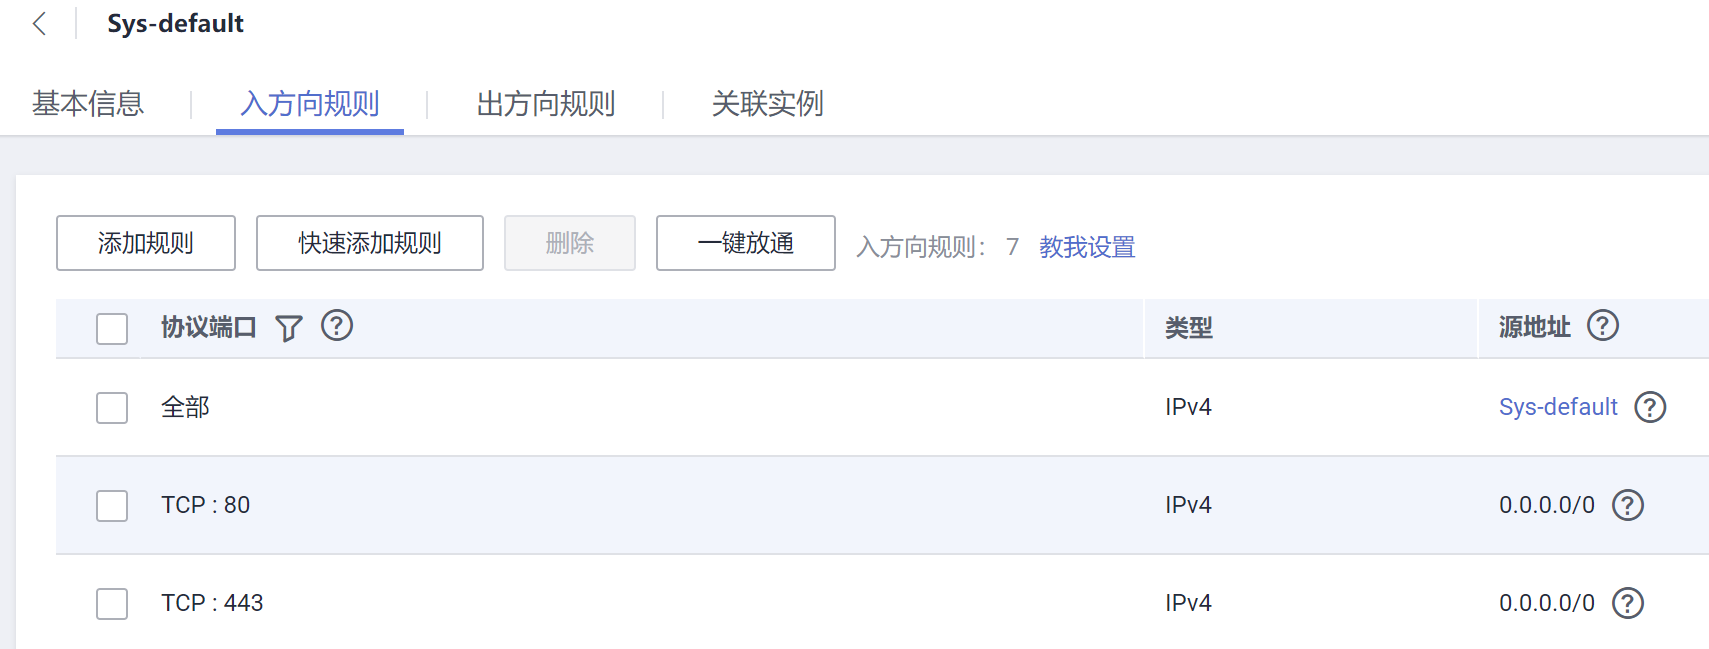 Sys-default
基本信息 入方向规则 出方向规则 关联实例
添加规则 快速添加规则 删除 一键放通 入方向规则： 7 教我设置
协议端口 类型 源地址
全部 IPv4 Sys-default
TCP : 80 IPv4 0.0.0.0/0
TCP : 443 IPv4 0.0.0.0/0